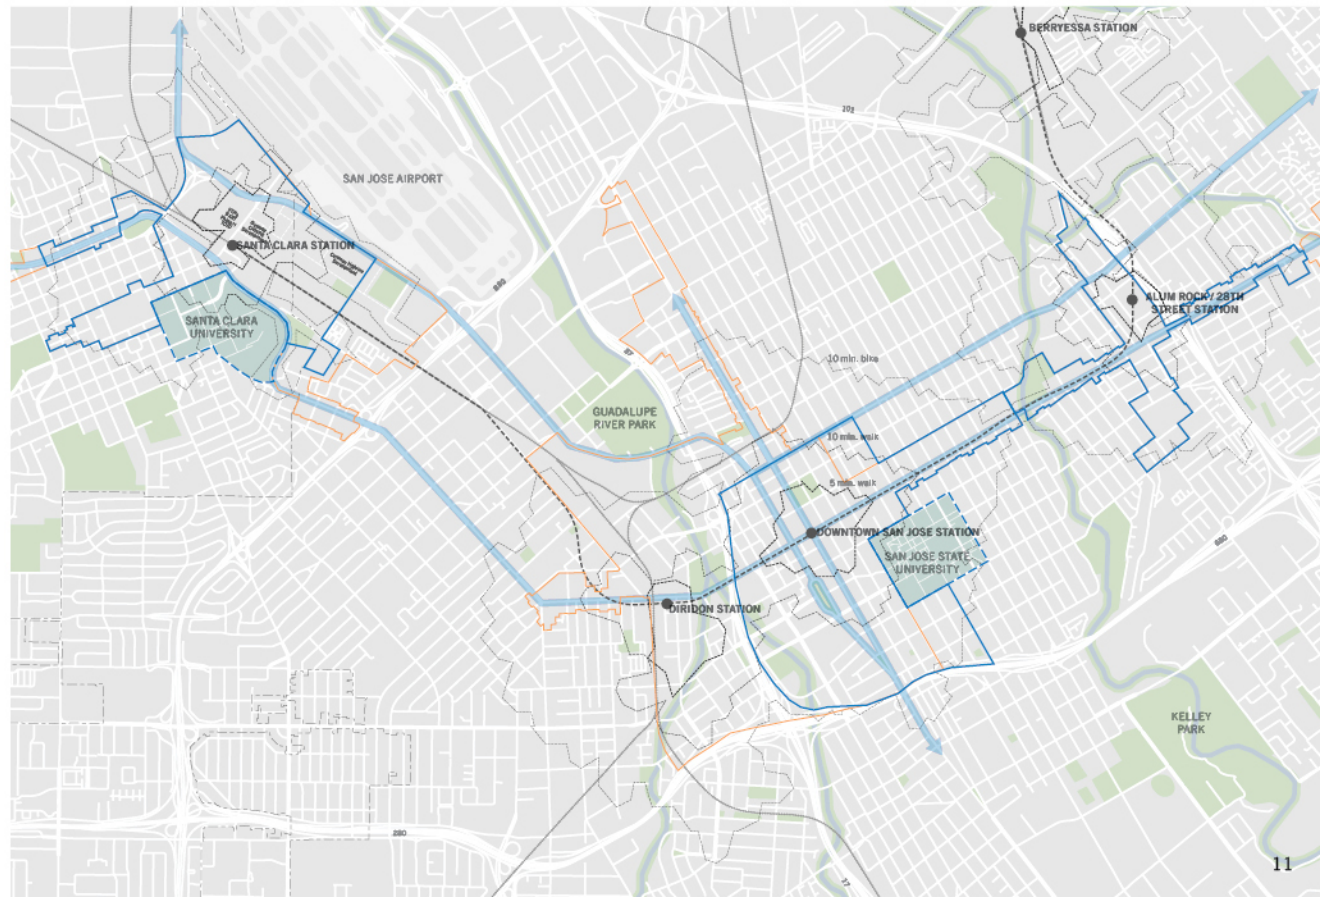 BERRYESSA STATION
SAN JOSE AIRPORT
SANTA CLARA STATION
SANTA CLARA
UNIVERSITY
880
87
GUADALUPE
RIVER PARK
10 min. bike
10 min. walk
5 min. walk
ALUM ROCK / 28TH
STREET STATION
DOWNTOWN SAN JOSE STATION
SAN JOSE STATE
UNIVERSITY
680
DIRIDON STATION
KELLEY
PARK
280
11